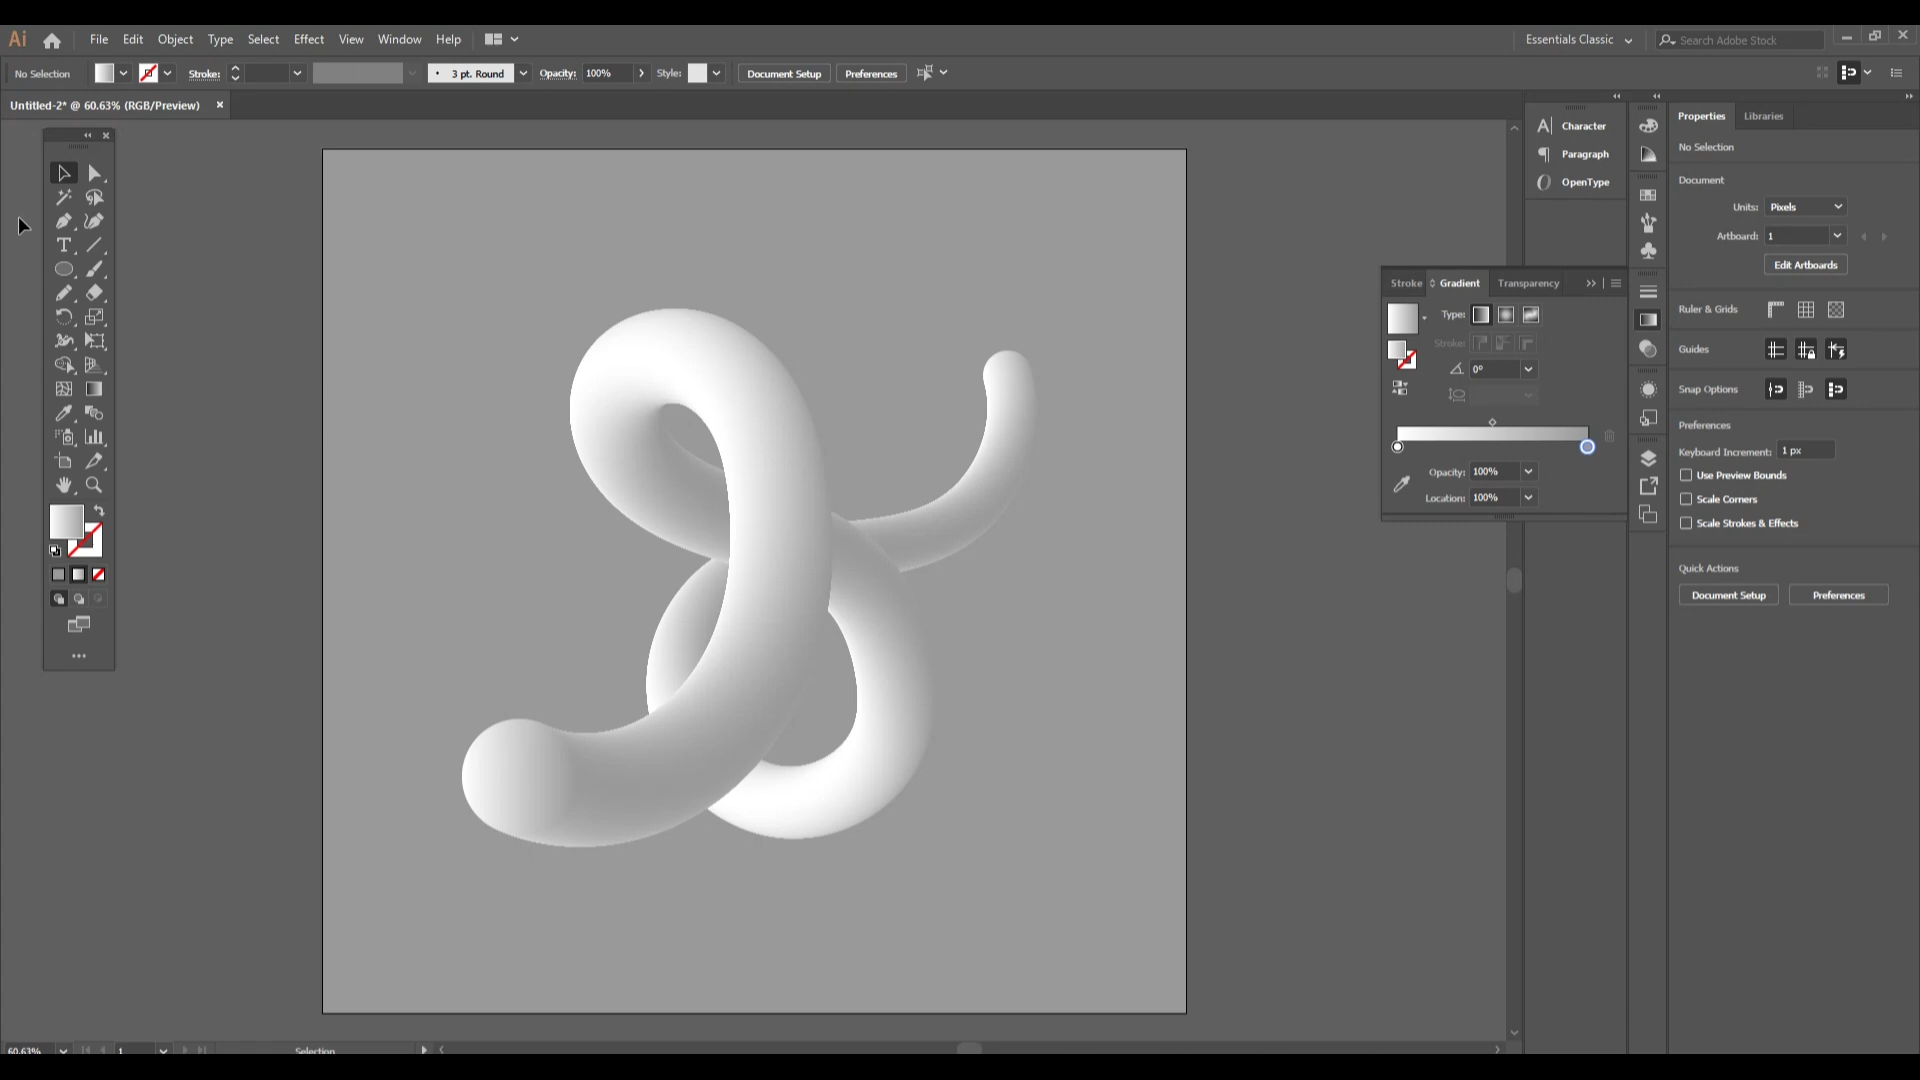 Ai File Edit Object Type Select Effect View Window Help Essentials Classic Search Adobe Stock
No Selection Stroke: 3 pt. Round Opacity: 100% Style: Document Setup Preferences
Untitled-2* @ 60.63% (RGB/Preview)
Character
Paragraph
OpenType
Stroke Gradient Transparency
Type:
Stroke:
0°
Opacity: 100%
Location: 100%
Properties Libraries
No Selection
Document
Units: Pixels
Artboard: 1
Edit Artboards
Ruler & Grids
Guides
Snap Options
Preferences
Keyboard Increment: 1 px
Use Preview Bounds
Scale Corners
Scale Strokes & Effects
Quick Actions
Document Setup Preferences
60.63% 1 Selection